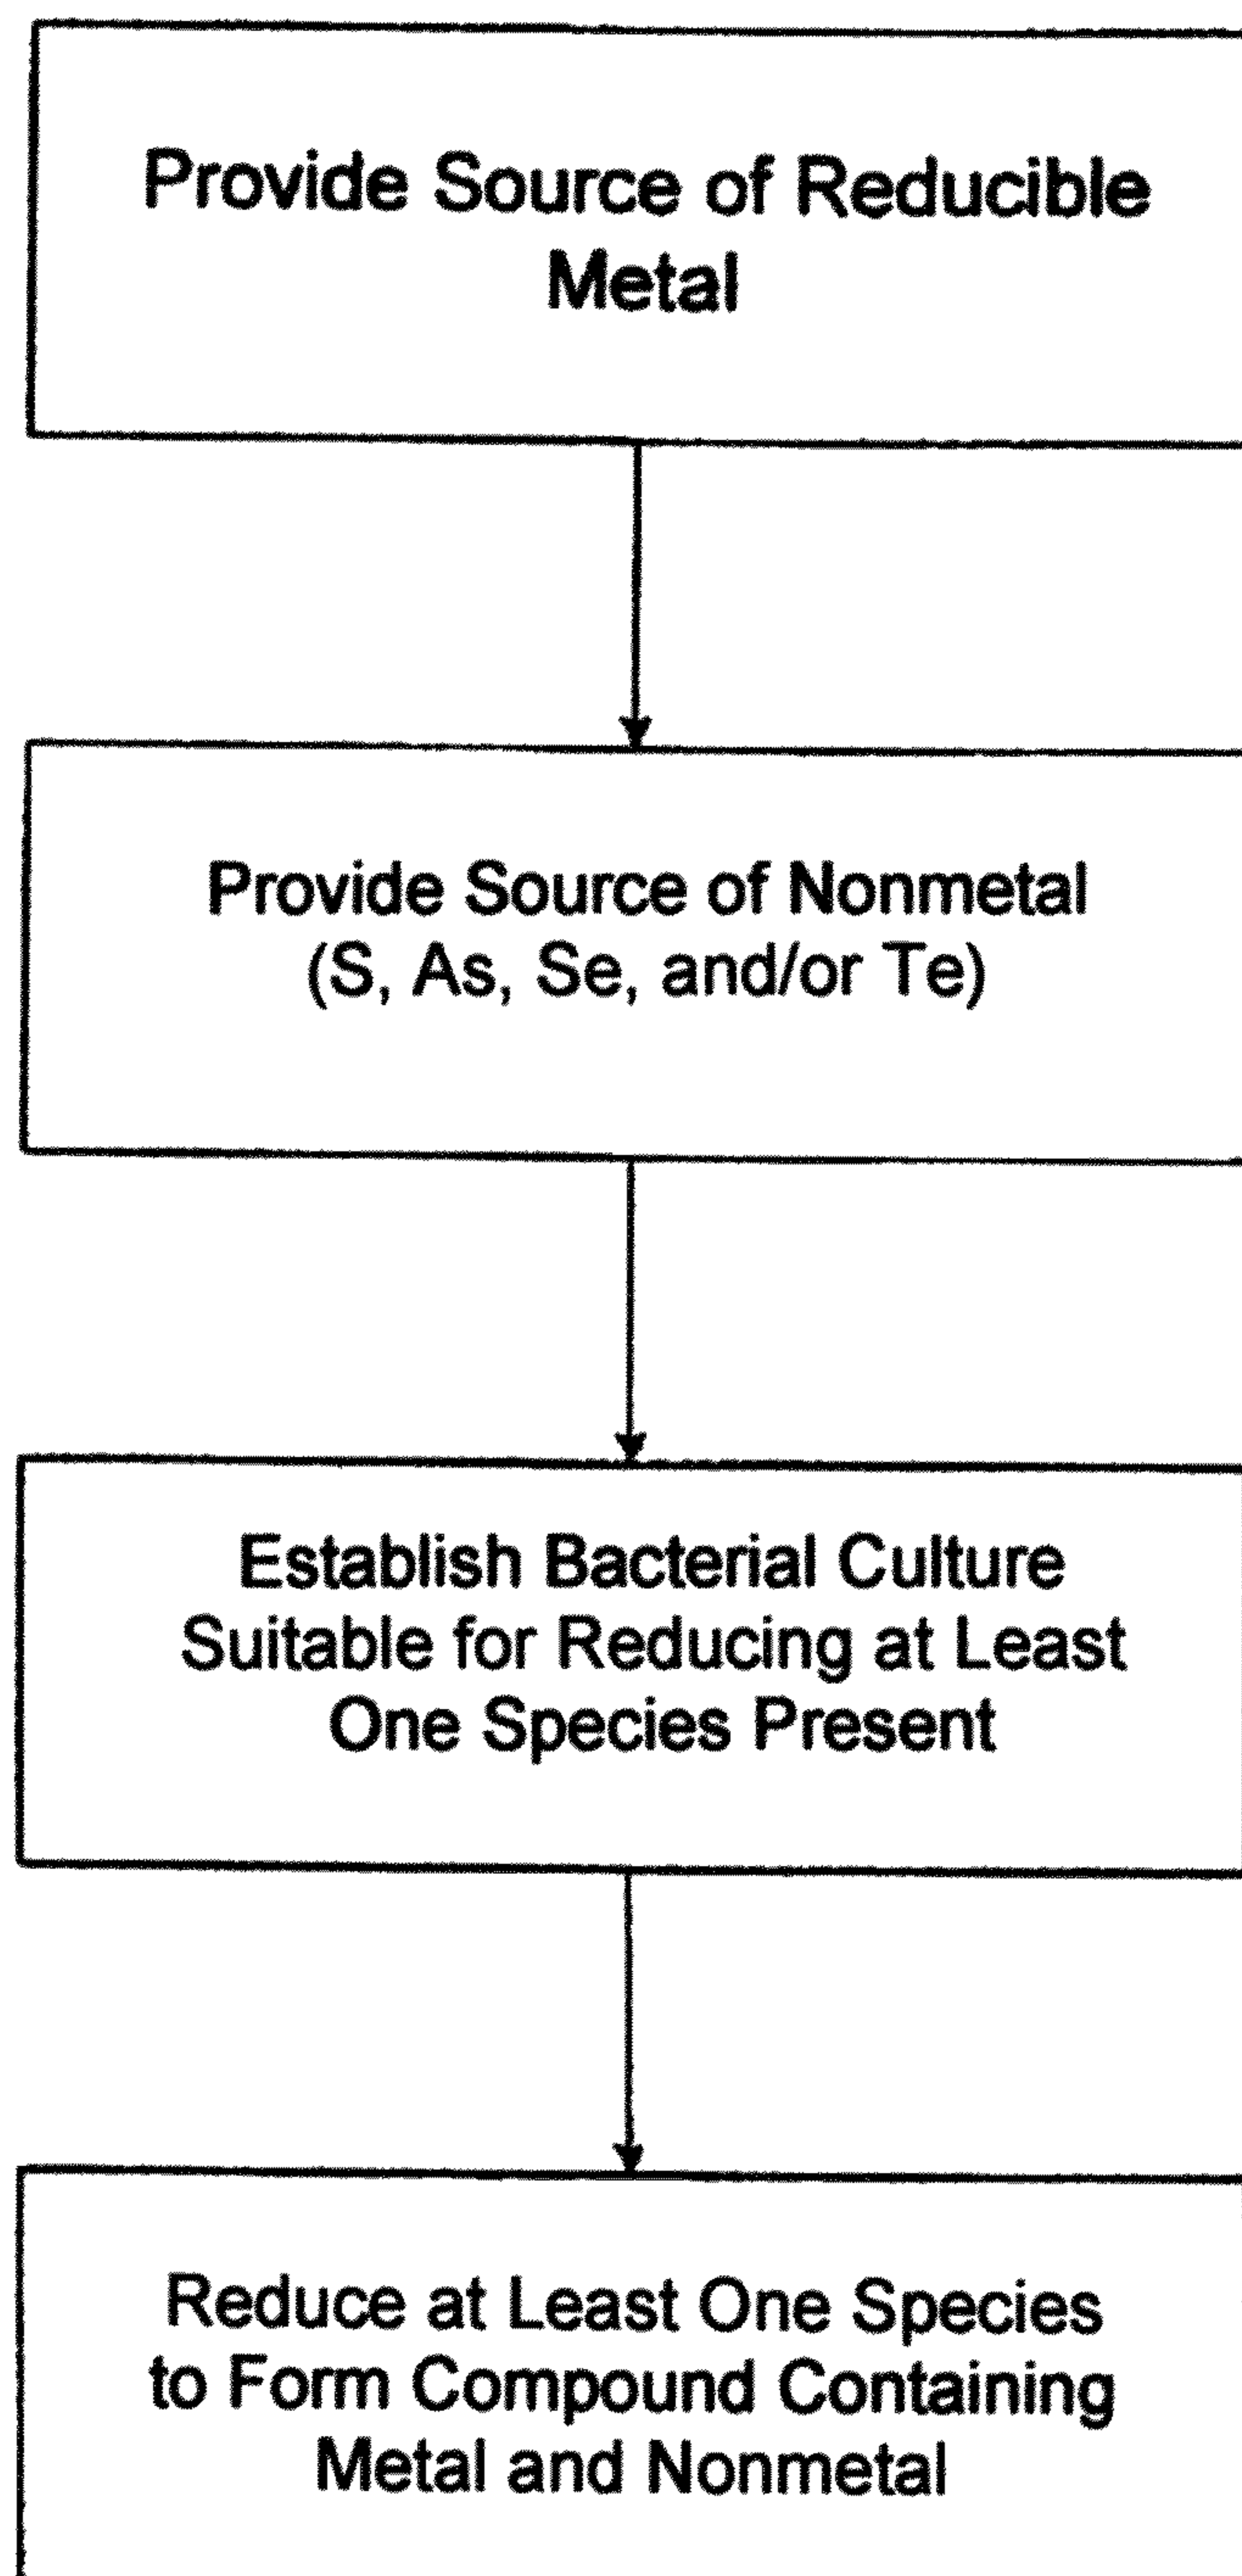 Provide Source of Reducible
Metal
Provide Source of Nonmetal
(S, As, Se, and/or Te)
Establish Bacterial Culture
Suitable for Reducing at Least
One Species Present
Reduce at Least One Species
to Form Compound Containing
Metal and Nonmetal